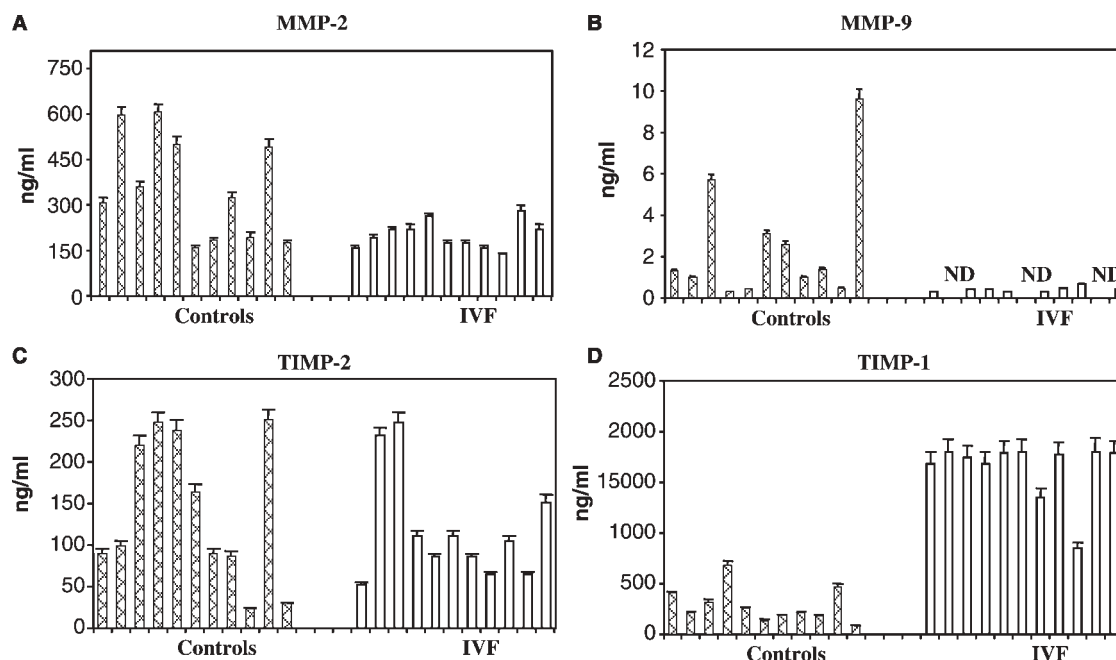 A
MMP-2
750
600
450
300
150
0
ng/ml
Controls
IVF
B
MMP-9
12
10
8
6
4
2
0
ng/ml
ND
ND
ND
Controls
IVF
C
TIMP-2
300
250
200
150
100
50
0
ng/ml
Controls
IVF
D
TIMP-1
2500
2000
1500
1000
500
0
ng/ml
Controls
IVF